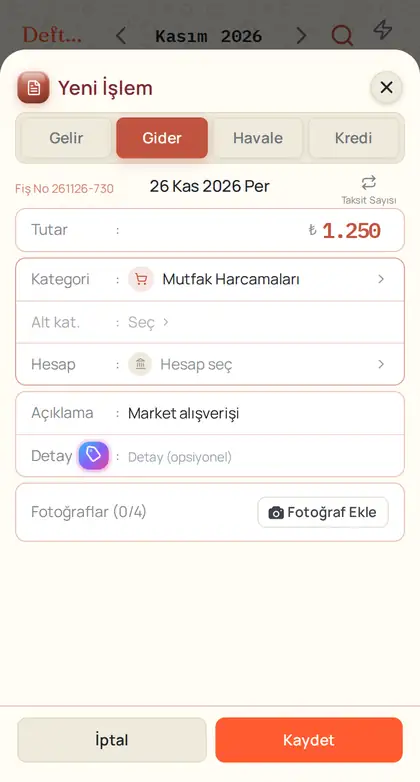 Deft...
Kasım 2026
Yeni İşlem
Gelir
Gider
Havale
Kredi
Fiş No 261126-730
26 Kas 2026 Per
Taksit Sayısı
Tutar : ₺ 1.250
Kategori : Mutfak Harcamaları
Alt kat. : Seç
Hesap : Hesap seç
Açıklama : Market alışverişi
Detay : Detay (opsiyonel)
Fotoğraflar (0/4) Fotoğraf Ekle
İptal
Kaydet